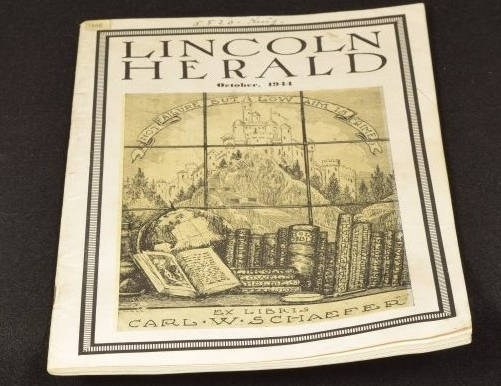 LINCOLN
HERALD
October, 1944
NOT FAILURE BUT A LOW AIM IS CRIME
EX LIBRIS
CARL·W·SCHAEFER